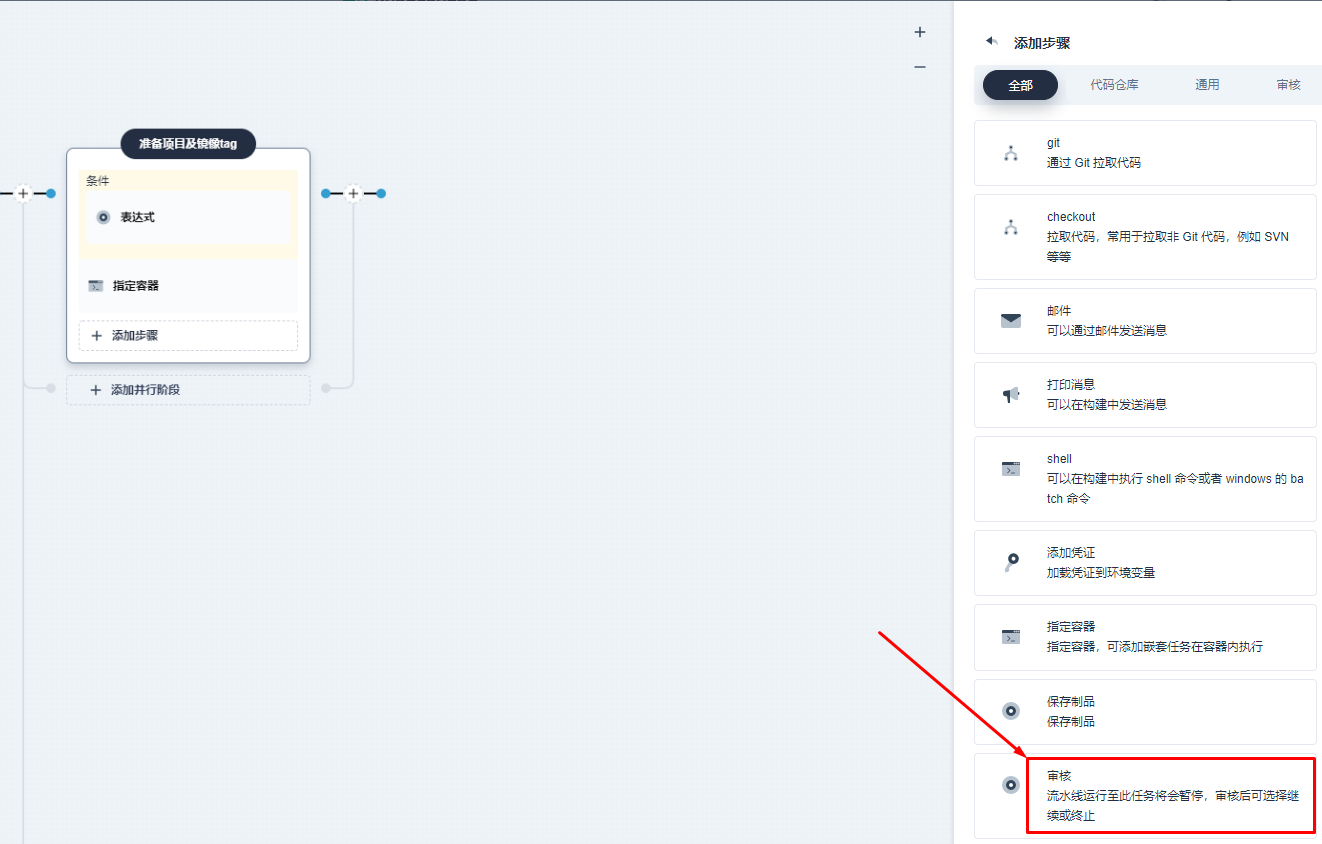 准备项目及镜像tag
条件
表达式
指定容器
添加步骤
添加并行阶段
添加步骤
全部
代码仓库
通用
审核
git
通过 Git 拉取代码
checkout
拉取代码，常用于拉取非 Git 代码，例如 SVN
等等
邮件
可以通过邮件发送消息
打印消息
可以在构建中发送消息
shell
可以在构建中执行 shell 命令或者 windows 的 ba
tch 命令
添加凭证
加载凭证到环境变量
指定容器
指定容器，可添加嵌套任务在容器内执行
保存制品
保存制品
审核
流水线运行至此任务将会暂停，审核后可选择继
续或终止